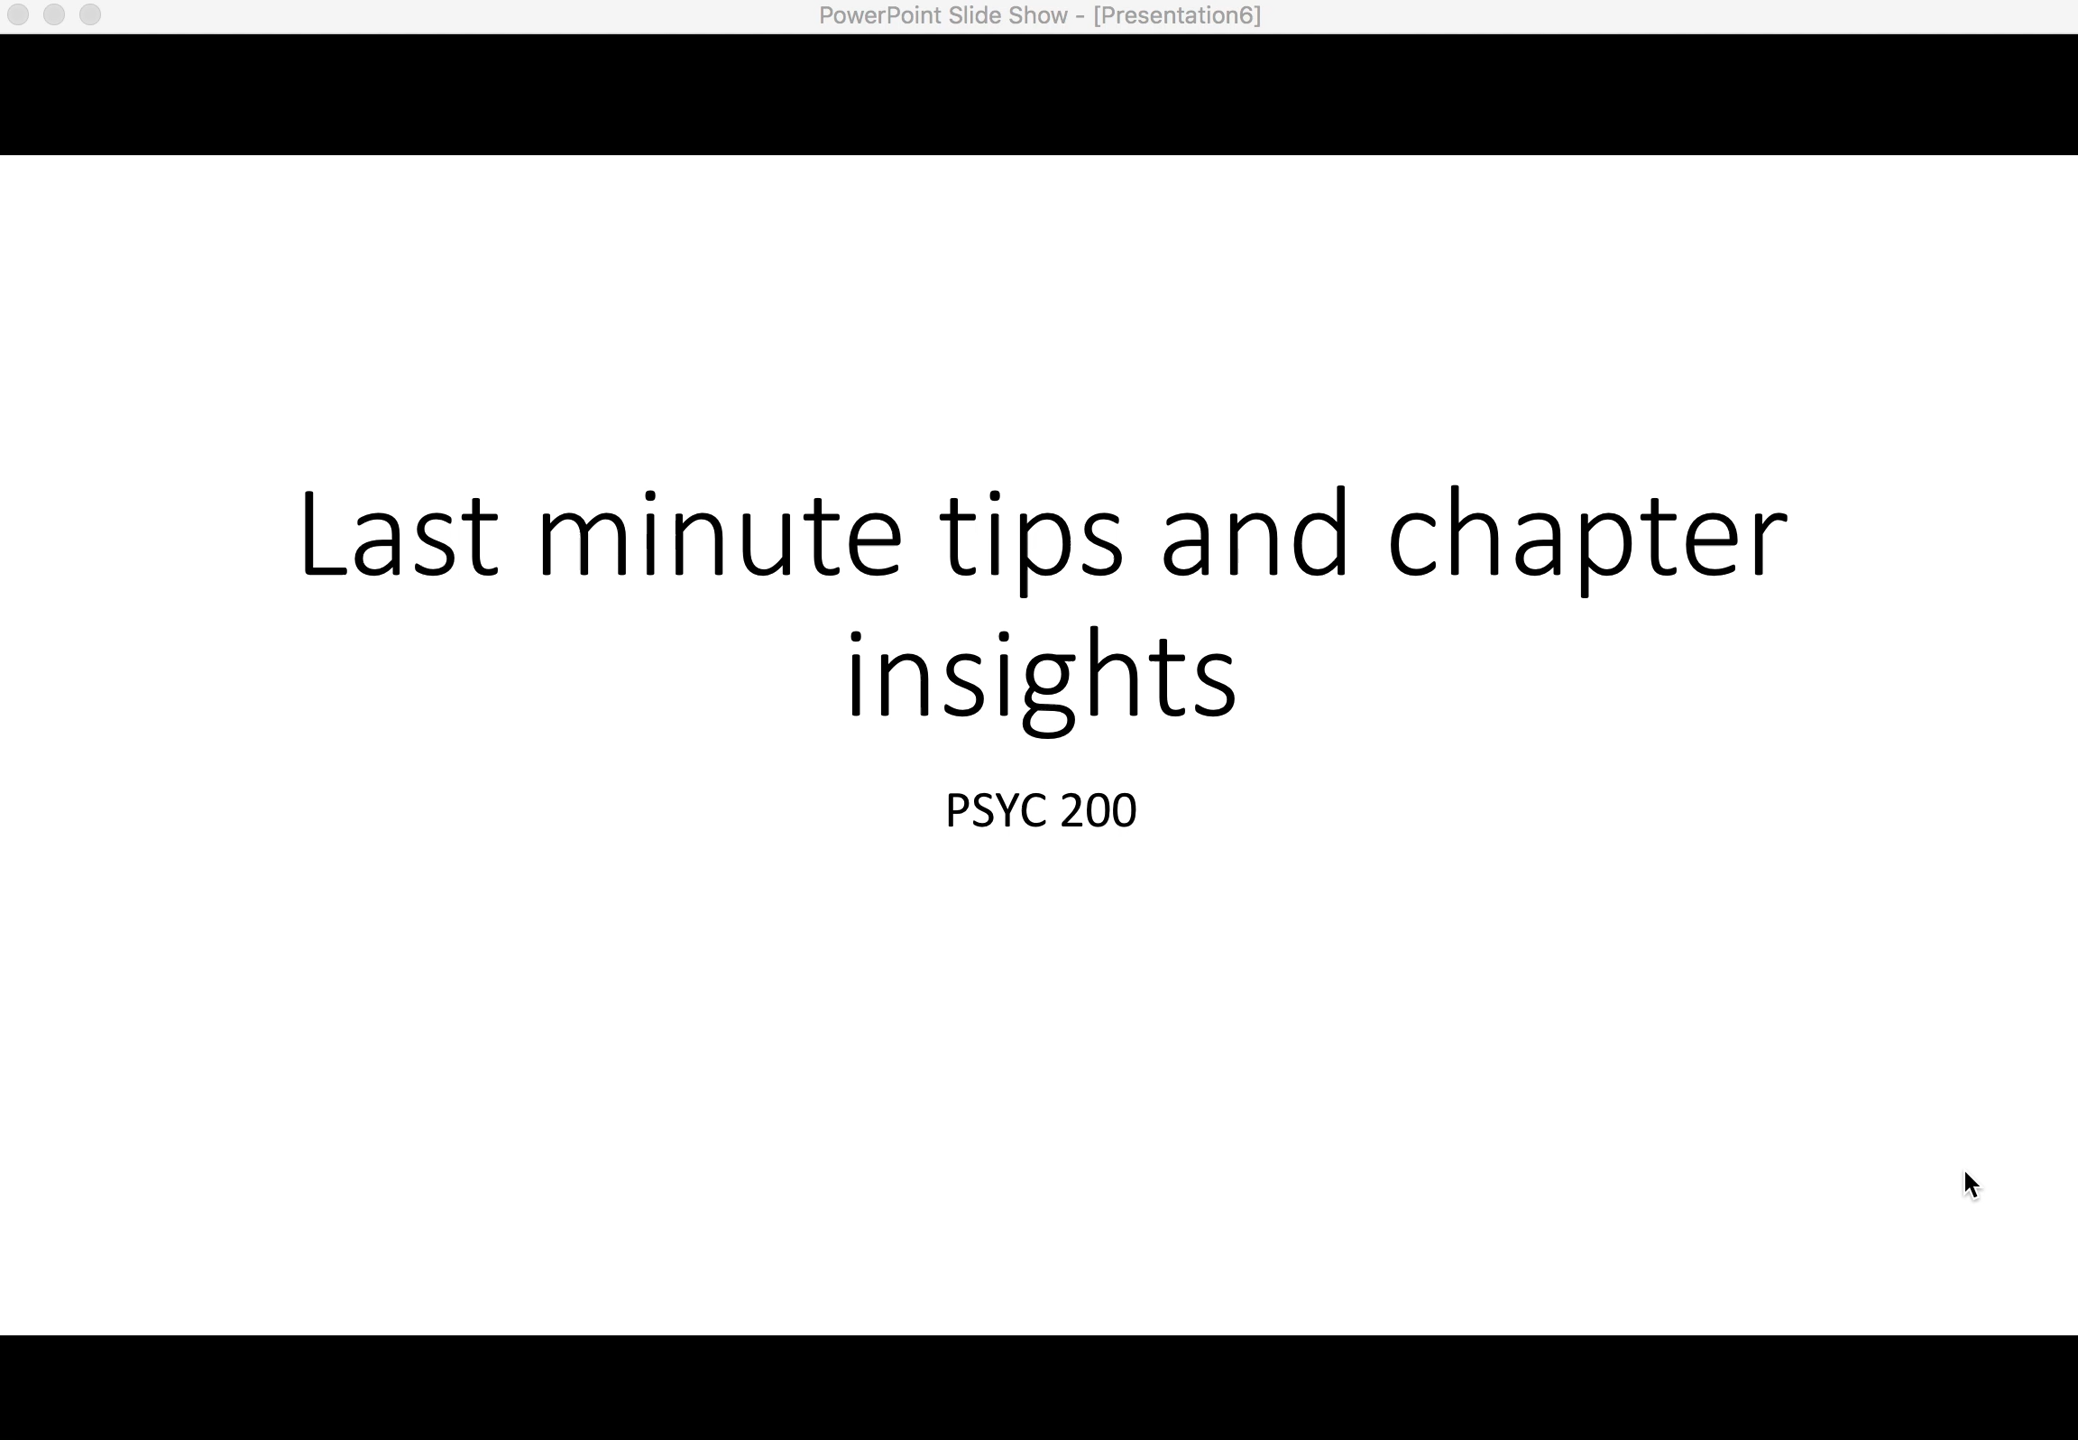 PowerPoint Slide Show - [Presentation6]
Last minute tips and chapter
insights
PSYC 200